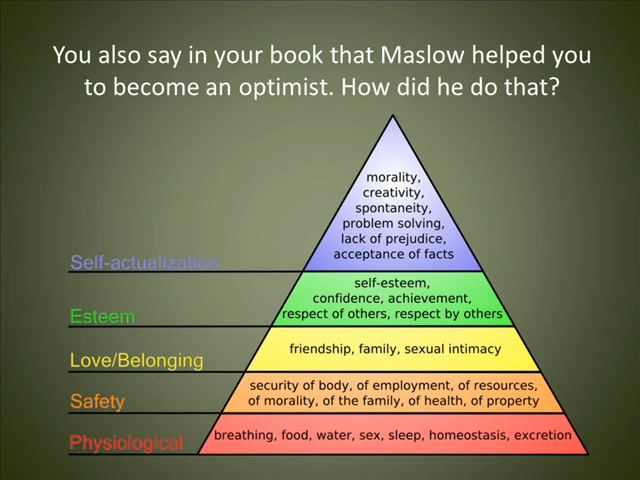 You also say in your book that Maslow helped you
to become an optimist. How did he do that?
morality,
creativity,
spontaneity,
problem solving,
lack of prejudice,
acceptance of facts
Self-actualization
self-esteem,
confidence, achievement,
respect of others, respect by others
Esteem
friendship, family, sexual intimacy
Love/Belonging
security of body, of employment, of resources,
of morality, of the family, of health, of property
Safety
breathing, food, water, sex, sleep, homeostasis, excretion
Physiological